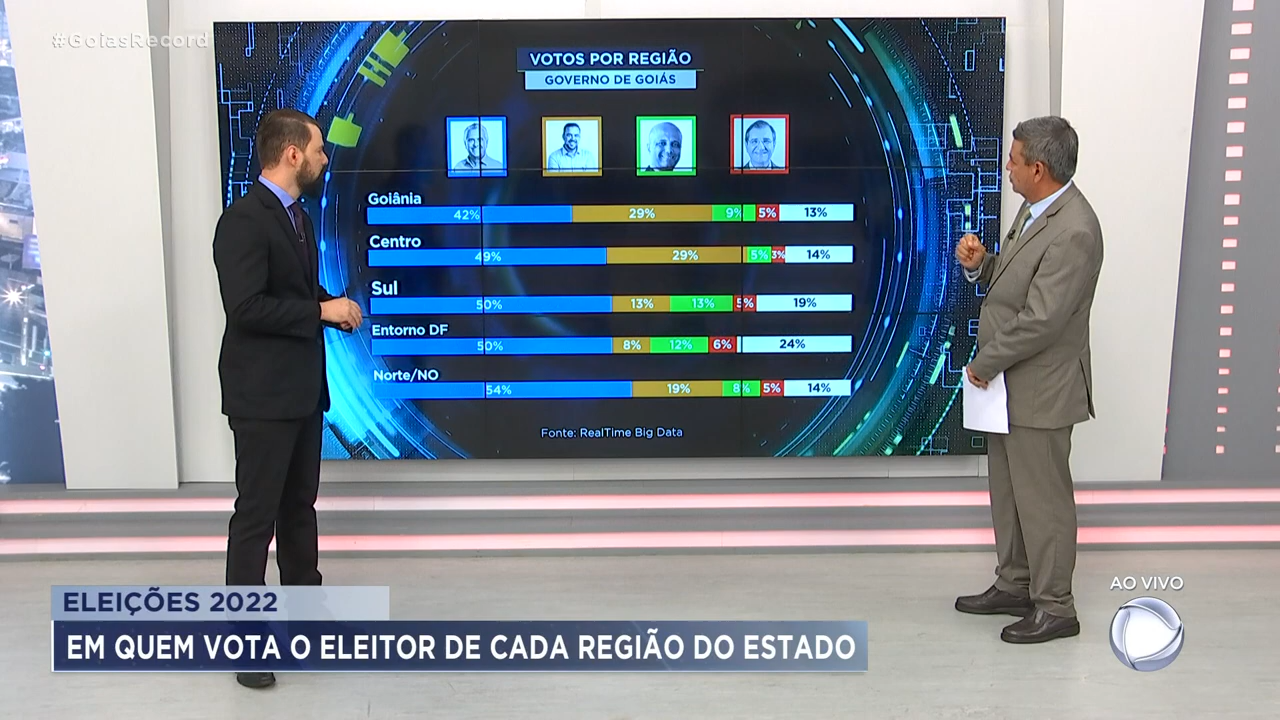 #GoiásRecord
VOTOS POR REGIÃO
GOVERNO DE GOIÁS
Goiânia
42% 29% 9% 5% 13%
Centro
49% 29% 5% 3% 14%
Sul
50% 13% 13% 5% 19%
Entorno DF
50% 8% 12% 6% 24%
Norte/NO
54% 19% 8% 5% 14%
Fonte: RealTime Big Data
AO VIVO
ELEIÇÕES 2022
EM QUEM VOTA O ELEITOR DE CADA REGIÃO DO ESTADO